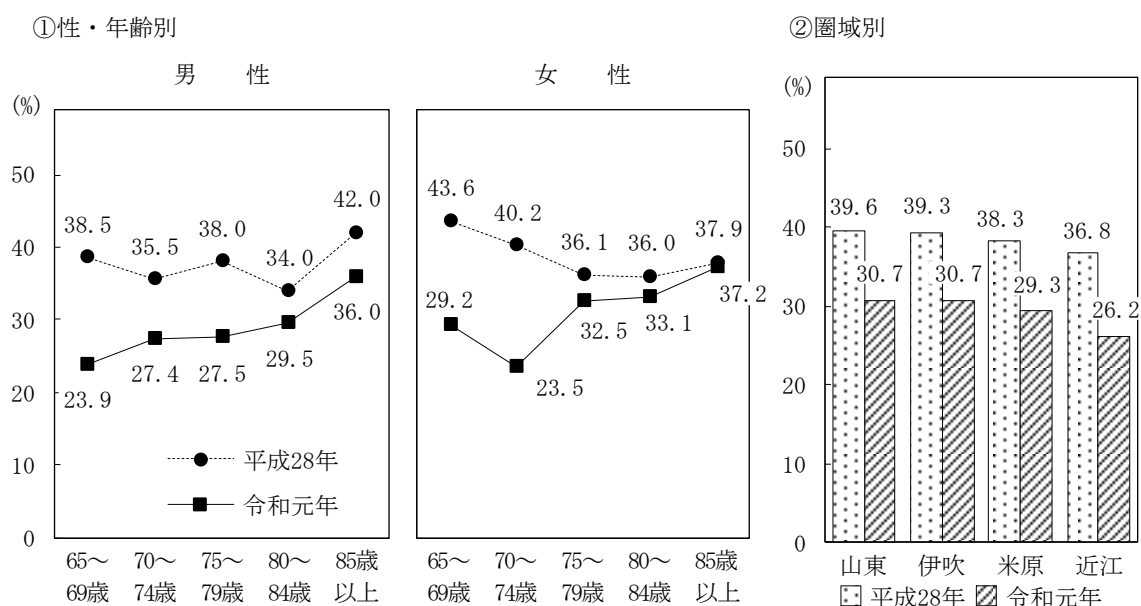 ①性・年齢別
男　性
(%)
50
40
30
20
10
0
38.5
35.5
38.0
34.0
42.0
23.9
27.4
27.5
29.5
36.0
平成28年
令和元年
65～
69歳
70～
74歳
75～
79歳
80～
84歳
85歳
以上
女　性
43.6
40.2
36.1
36.0
37.9
29.2
23.5
32.5
33.1
37.2
65～
69歳
70～
74歳
75～
79歳
80～
84歳
85歳
以上
②圏域別
(%)
50
40
30
20
10
0
39.6
30.7
39.3
30.7
38.3
29.3
36.8
26.2
山東
伊吹
米原
近江
平成28年
令和元年